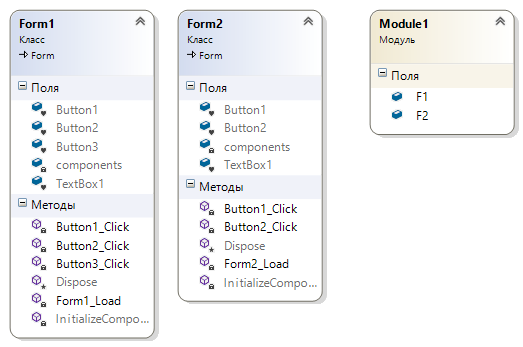 Form1
Класс
Form
Поля
Button1
Button2
Button3
components
TextBox1
Методы
Button1_Click
Button2_Click
Button3_Click
Dispose
Form1_Load
InitializeCompo...
Form2
Класс
Form
Поля
Button1
Button2
components
TextBox1
Методы
Button1_Click
Button2_Click
Dispose
Form2_Load
InitializeCompo...
Module1
Модуль
Поля
F1
F2